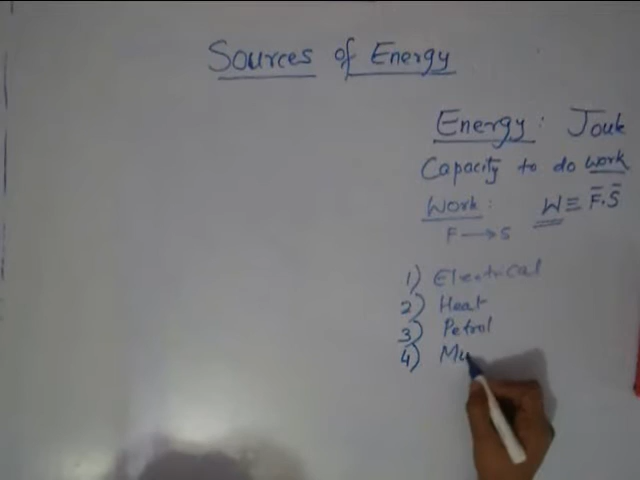 Sources of Energy
Energy: Joule
Capacity to do work
Work: W ≡ F̄.S̄
F → S
1) Electrical
2) Heat
3) Petrol
4) Mu